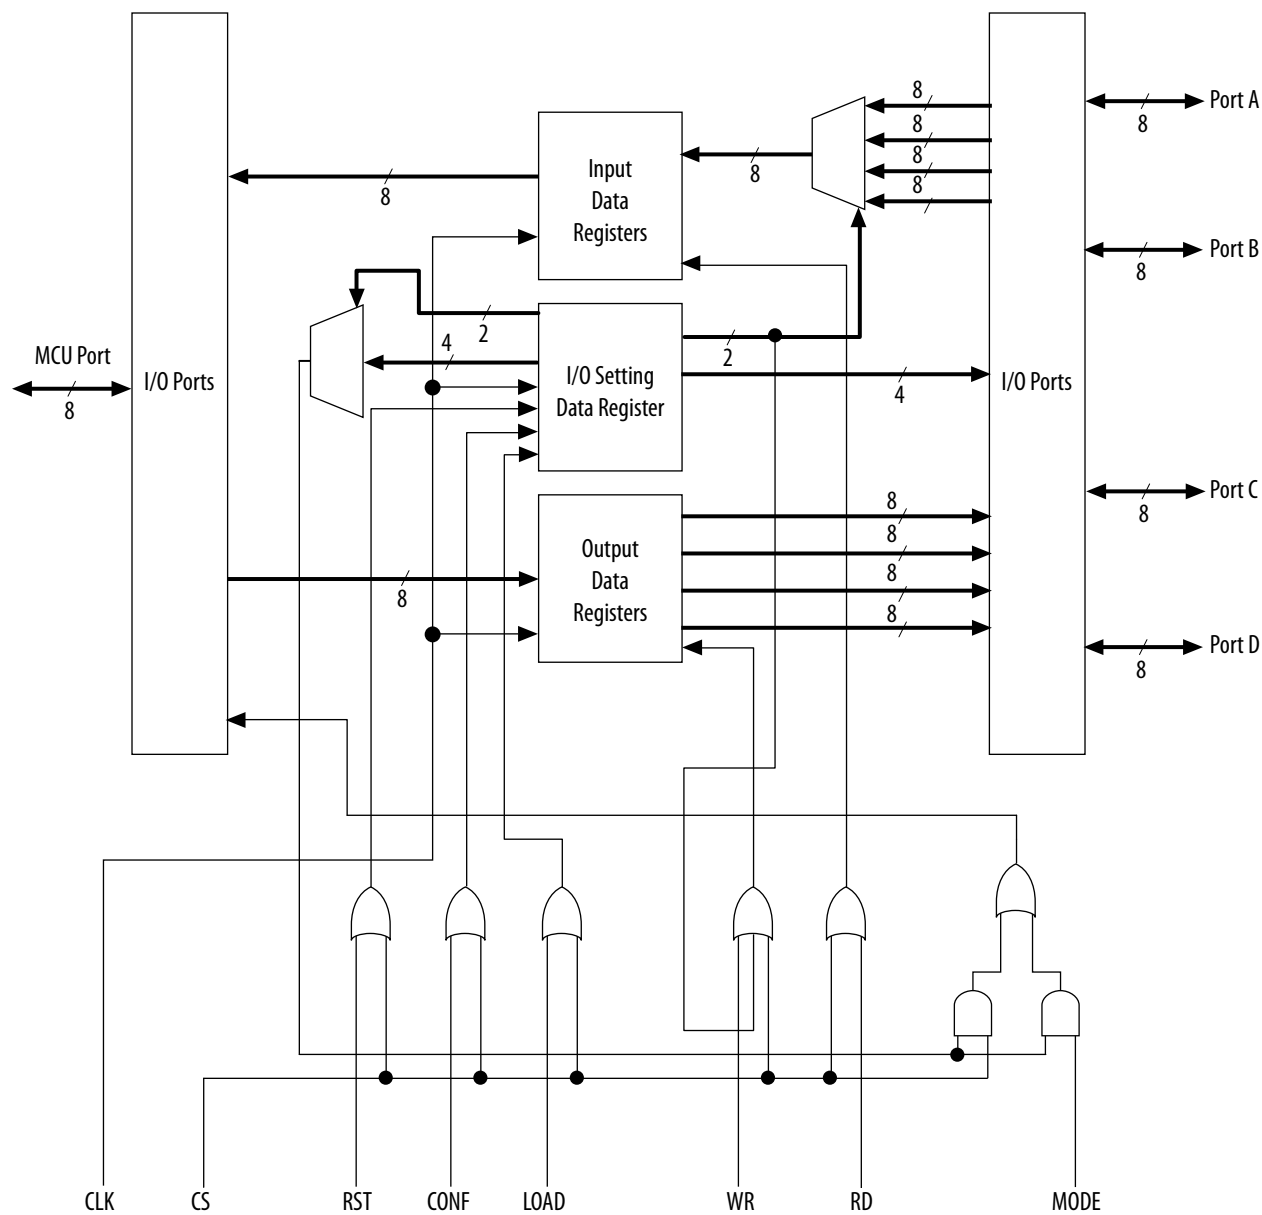 8
Port A
8
8
8
8
8
Input
Data
Registers
8
8
Port B
8
2
4
2
MCU Port
8
I/O Ports
I/O Setting
Data Register
4
I/O Ports
Port C
8
8
8
8
8
Output
Data
Registers
8
Port D
8
CLK
CS
RST
CONF
LOAD
WR
RD
MODE